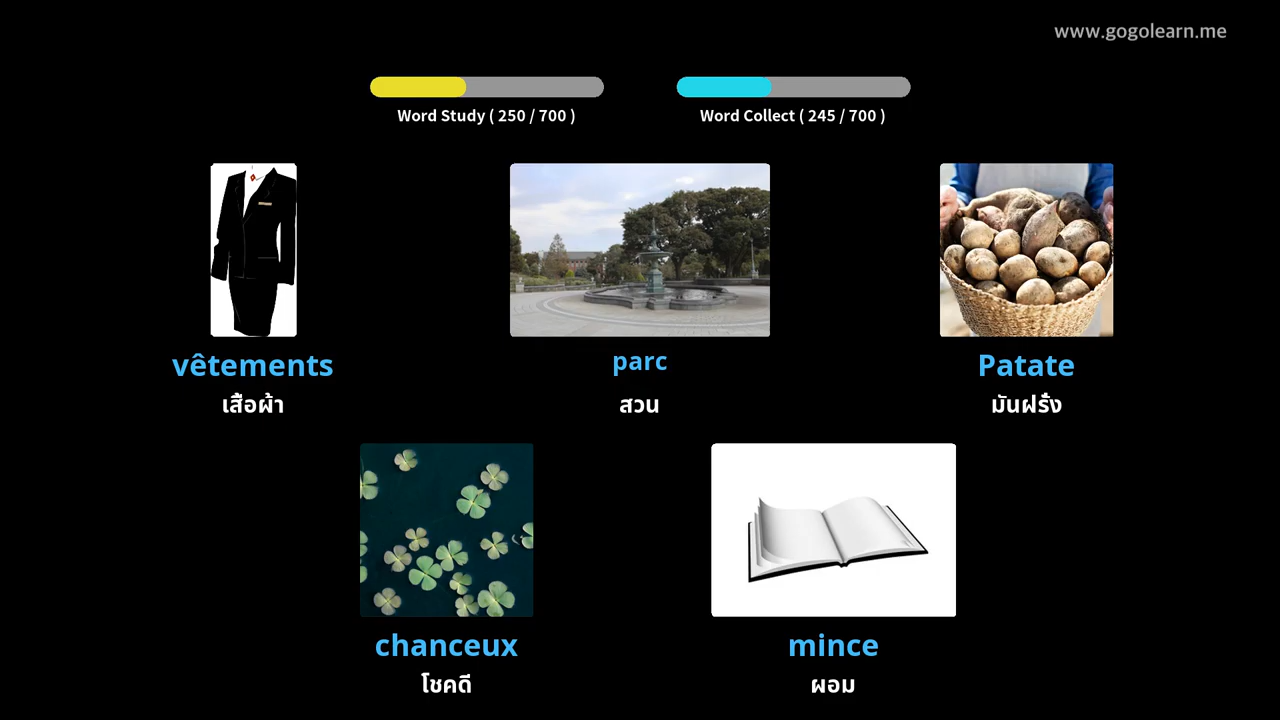 www.gogolearn.me
Word Study ( 250 / 700 )
Word Collect ( 245 / 700 )
vêtements
เสื้อผ้า
parc
สวน
Patate
มันฝรั่ง
chanceux
โชคดี
mince
ผอม